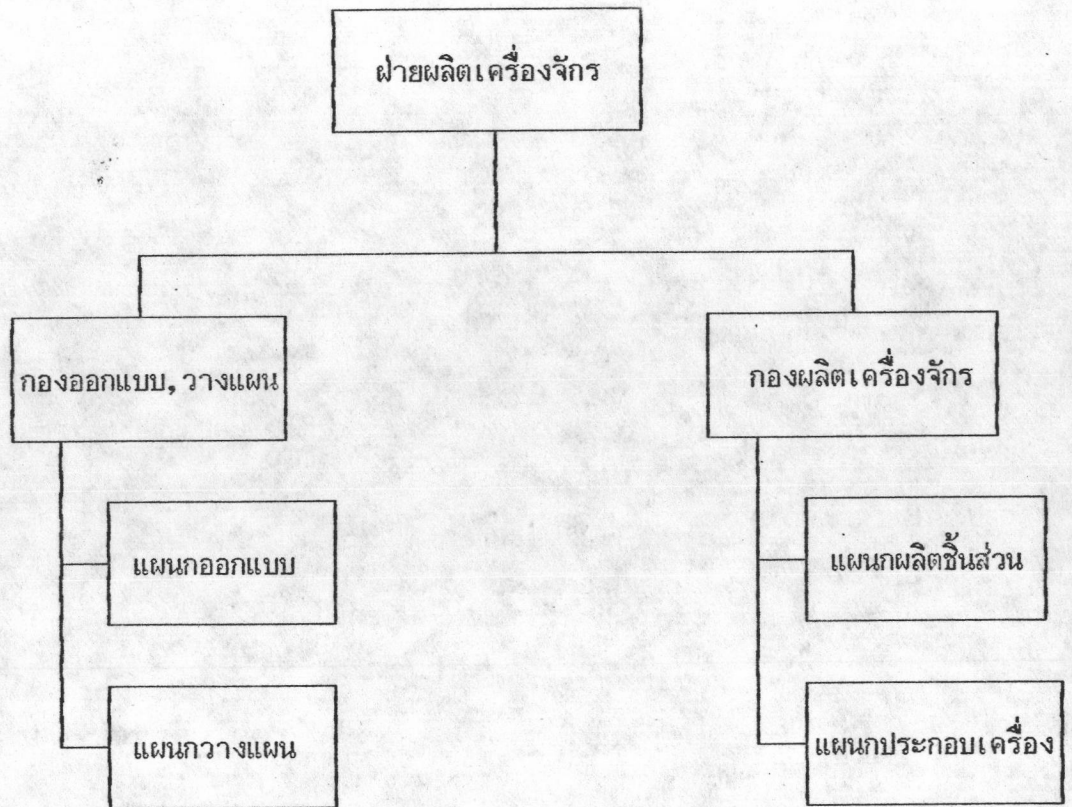 ฝ่ายผลิตเครื่องจักร
กองออกแบบ, วางแผน
กองผลิตเครื่องจักร
แผนกออกแบบ
แผนกผลิตชิ้นส่วน
แผนกวางแผน
แผนกประกอบเครื่อง